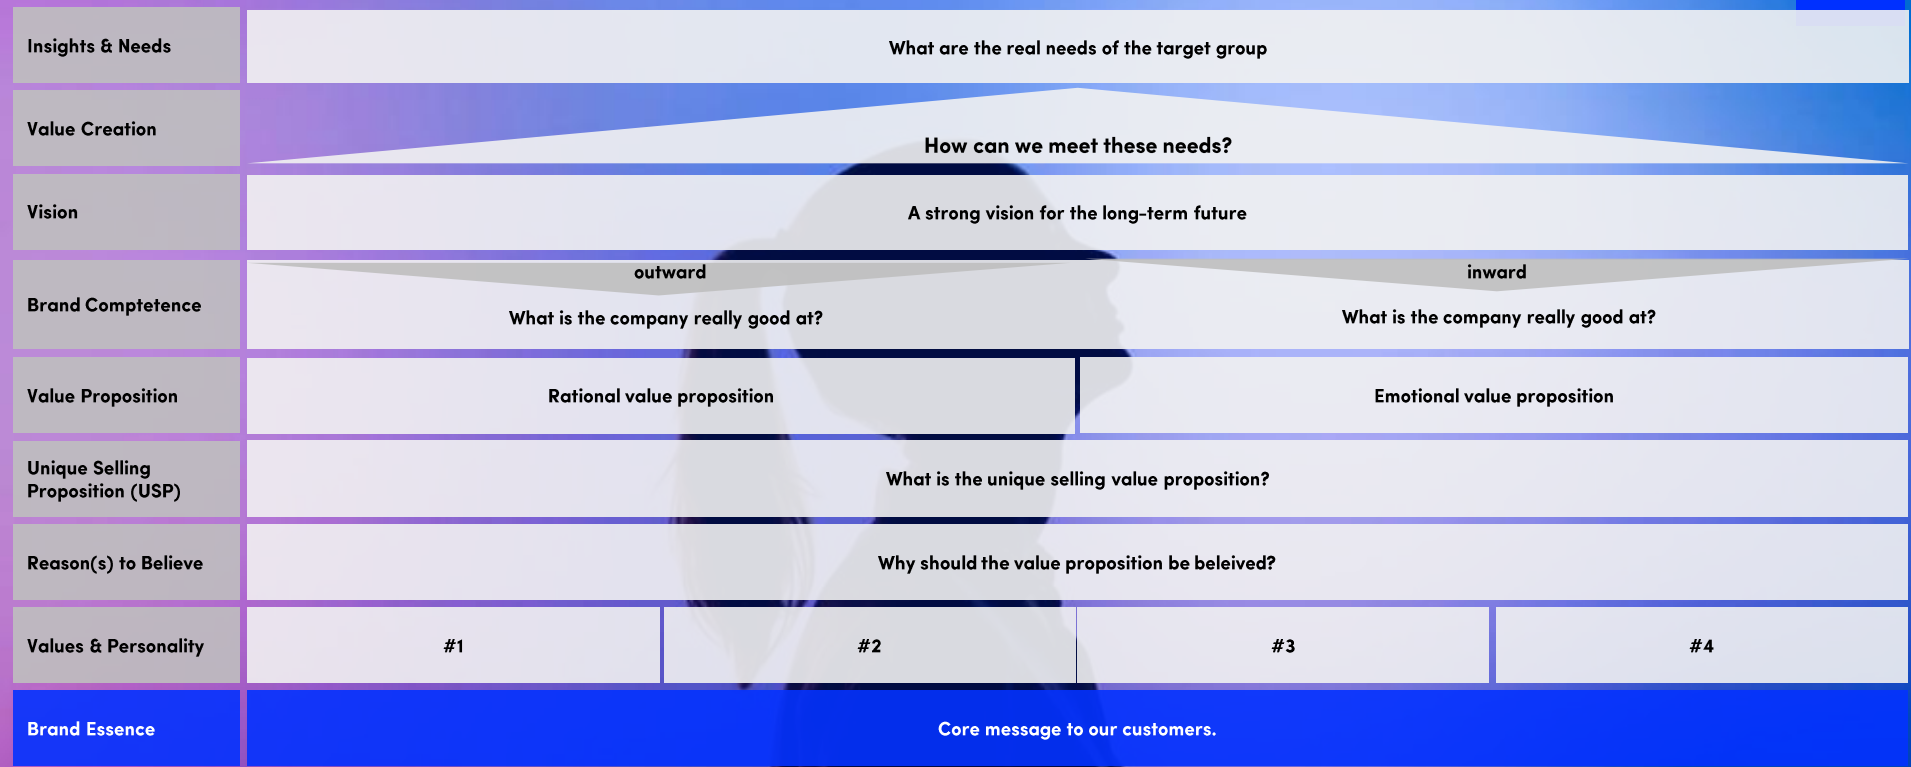 Insights & Needs
What are the real needs of the target group
Value Creation
How can we meet these needs?
Vision
A strong vision for the long-term future
Brand Comptetence
outward
What is the company really good at?
inward
What is the company really good at?
Value Proposition
Rational value proposition
Emotional value proposition
Unique Selling
Proposition (USP)
What is the unique selling value proposition?
Reason(s) to Believe
Why should the value proposition be beleived?
Values & Personality
#1
#2
#3
#4
Brand Essence
Core message to our customers.